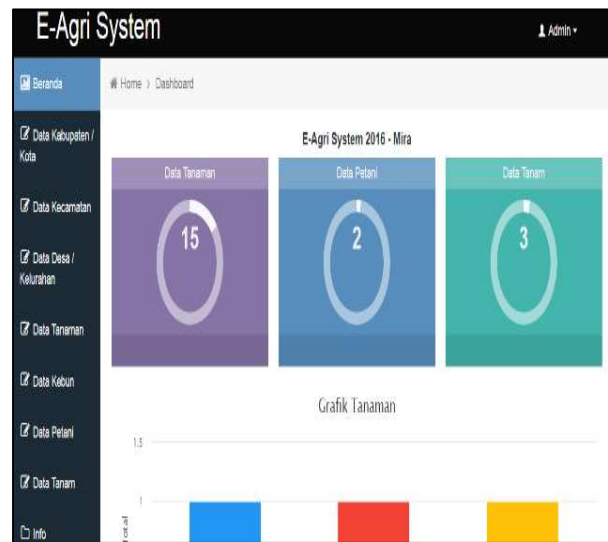 E-Agri System
Admin
Beranda
Home > Dashboard
Data Kabupaten /
Kota
Data Kecamatan
Data Desa /
Kelurahan
Data Tanaman
Data Kebun
Data Petani
Data Tanam
Info
E-Agri System 2016 - Mira
Data Tanaman
15
Data Petani
2
Data Tanam
3
Grafik Tanaman
1.5
1
Total